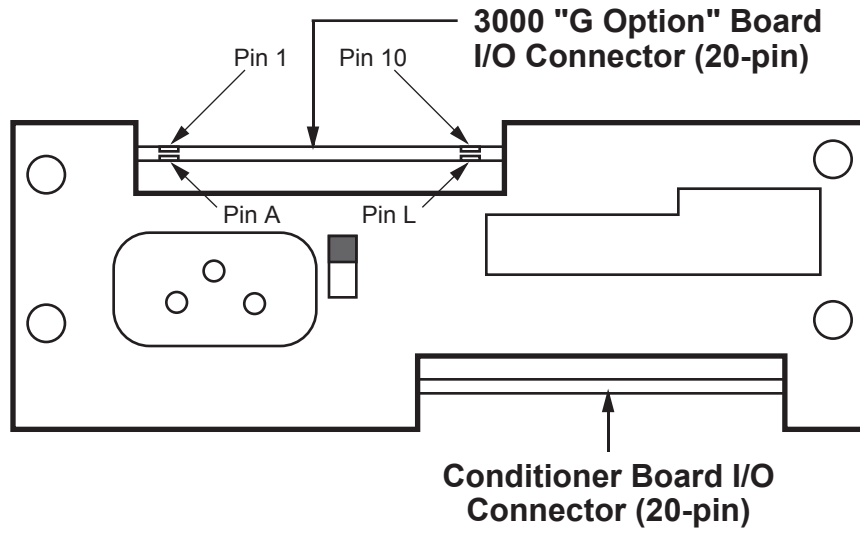 3000 "G Option" Board
I/O Connector (20-pin)
Pin 1
Pin 10
Pin A
Pin L
Conditioner Board I/O
Connector (20-pin)